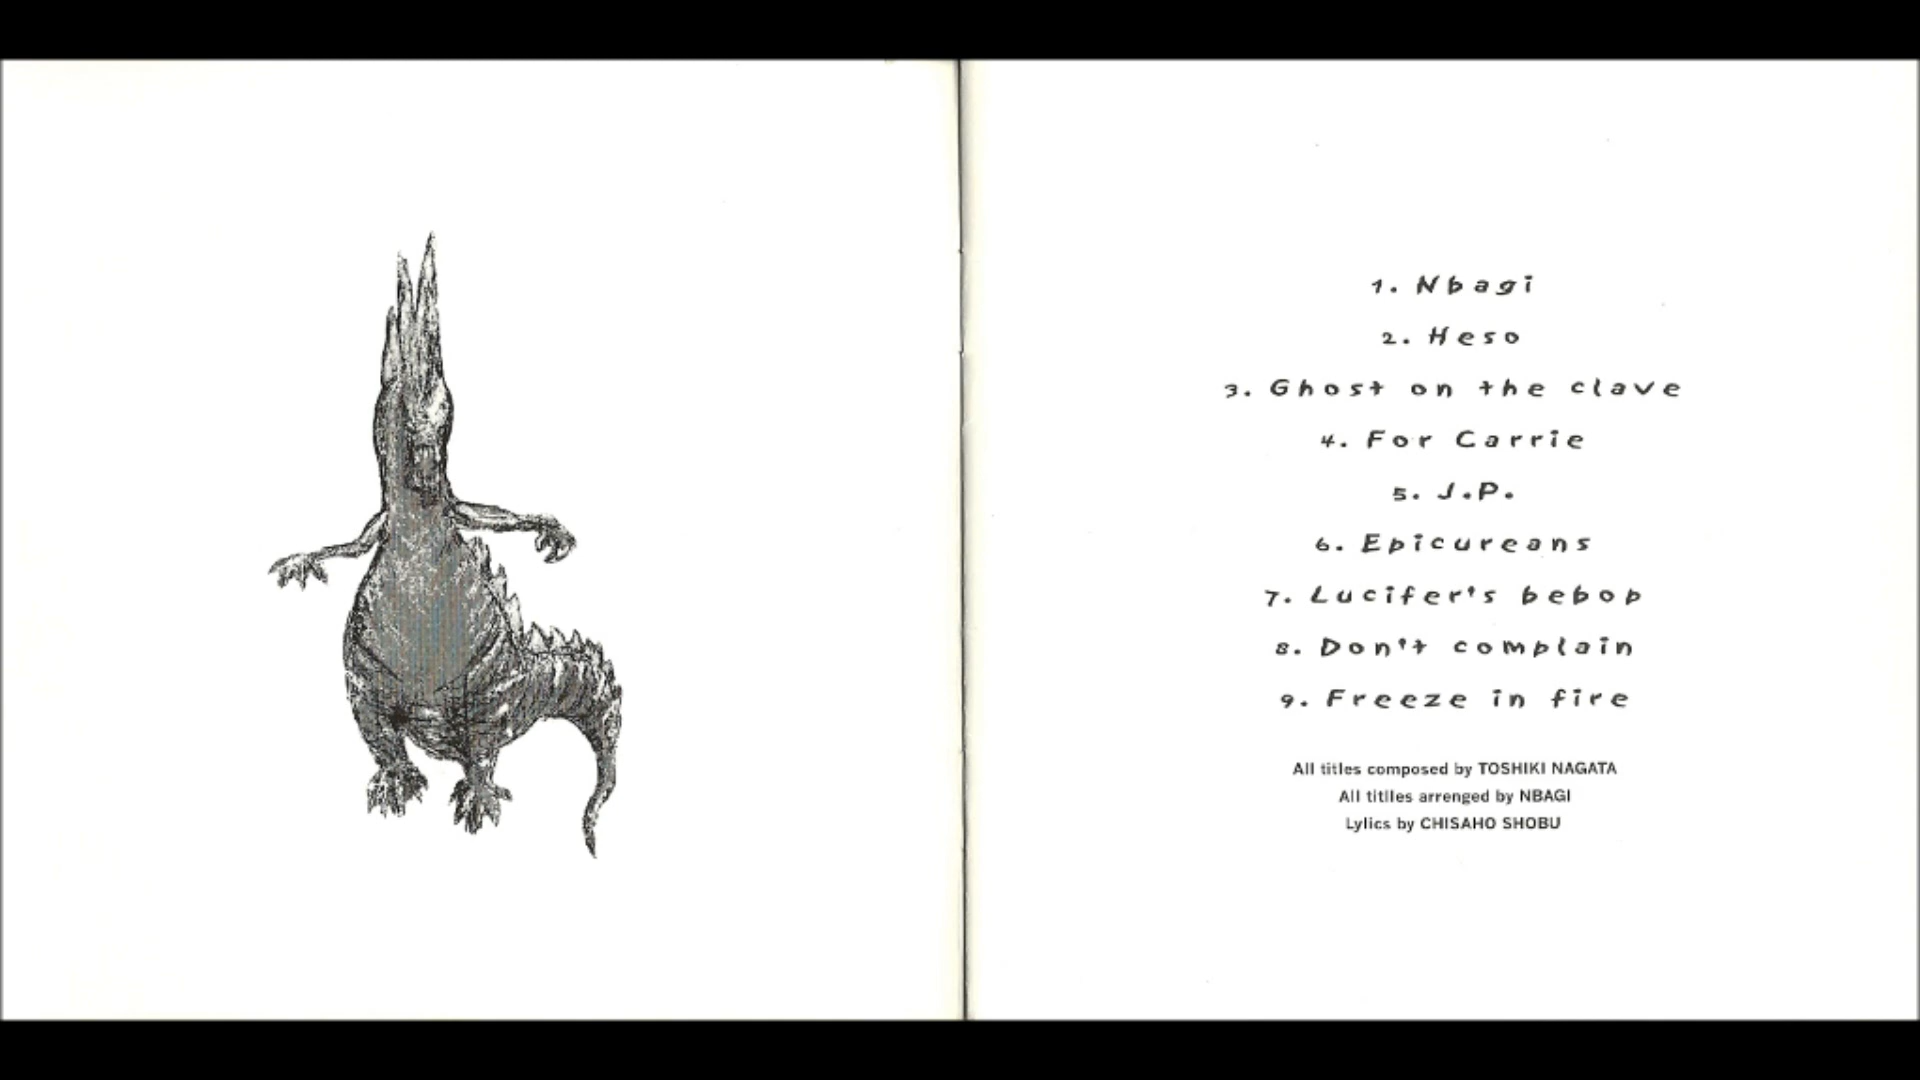 1. Nbagi
2. Heso
3. Ghost on the clave
4. For Carrie
5. J.P.
6. Epicureans
7. Lucifer's bebop
8. Don't complain
9. Freeze in fire
All titles composed by TOSHIKI NAGATA
All titlles arrenged by NBAGI
Lylics by CHISAHO SHOBU